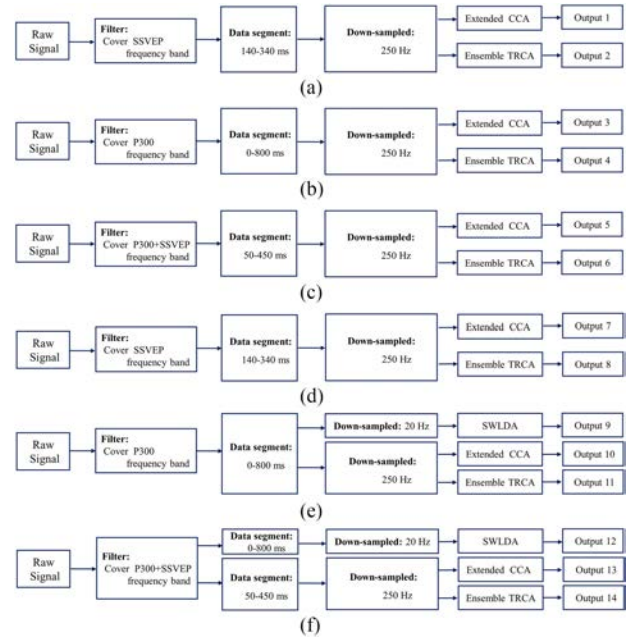 Raw
Signal
Filter:
Cover SSVEP
frequency band
Data segment:
140-340 ms
Down-sampled:
250 Hz
Extended CCA
Output 1
Ensemble TRCA
Output 2
(a)
Raw
Signal
Filter:
Cover P300
frequency band
Data segment:
0-800 ms
Down-sampled:
250 Hz
Extended CCA
Output 3
Ensemble TRCA
Output 4
(b)
Raw
Signal
Filter:
Cover P300+SSVEP
frequency band
Data segment:
50-450 ms
Down-sampled:
250 Hz
Extended CCA
Output 5
Ensemble TRCA
Output 6
(c)
Raw
Signal
Filter:
Cover SSVEP
frequency band
Data segment:
140-340 ms
Down-sampled:
250 Hz
Extended CCA
Output 7
Ensemble TRCA
Output 8
(d)
Raw
Signal
Filter:
Cover P300
frequency band
Data segment:
0-800 ms
Down-sampled: 20 Hz
SWLDA
Output 9
Down-sampled:
250 Hz
Extended CCA
Output 10
Ensemble TRCA
Output 11
(e)
Raw
Signal
Filter:
Cover P300+SSVEP
frequency band
Data segment:
0-800 ms
Down-sampled: 20 Hz
SWLDA
Output 12
Data segment:
50-450 ms
Down-sampled:
250 Hz
Extended CCA
Output 13
Ensemble TRCA
Output 14
(f)